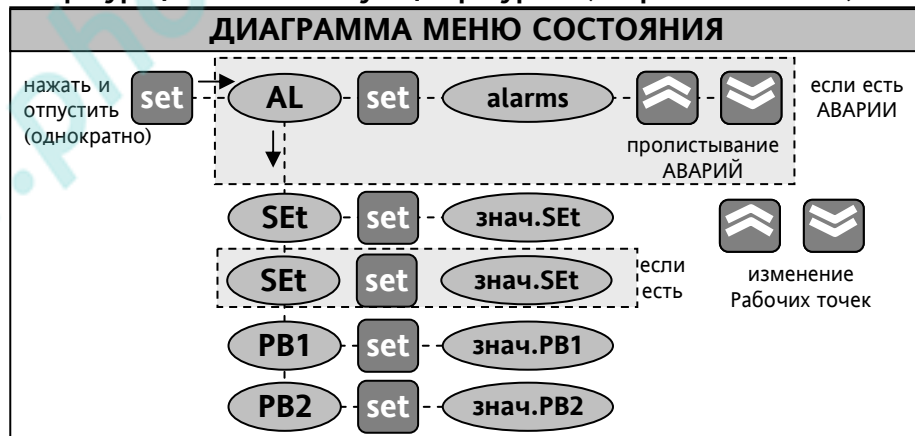 ДИАГРАММА МЕНЮ СОСТОЯНИЯ
нажать и
отпустить
(однократно)
set
AL
set
alarms
пролистывание
АВАРИЙ
если есть
АВАРИИ
SEt
set
знач.SEt
SEt
set
знач.SEt
если
есть
изменение
Рабочих точек
PB1
set
знач.PB1
PB2
set
знач.PB2